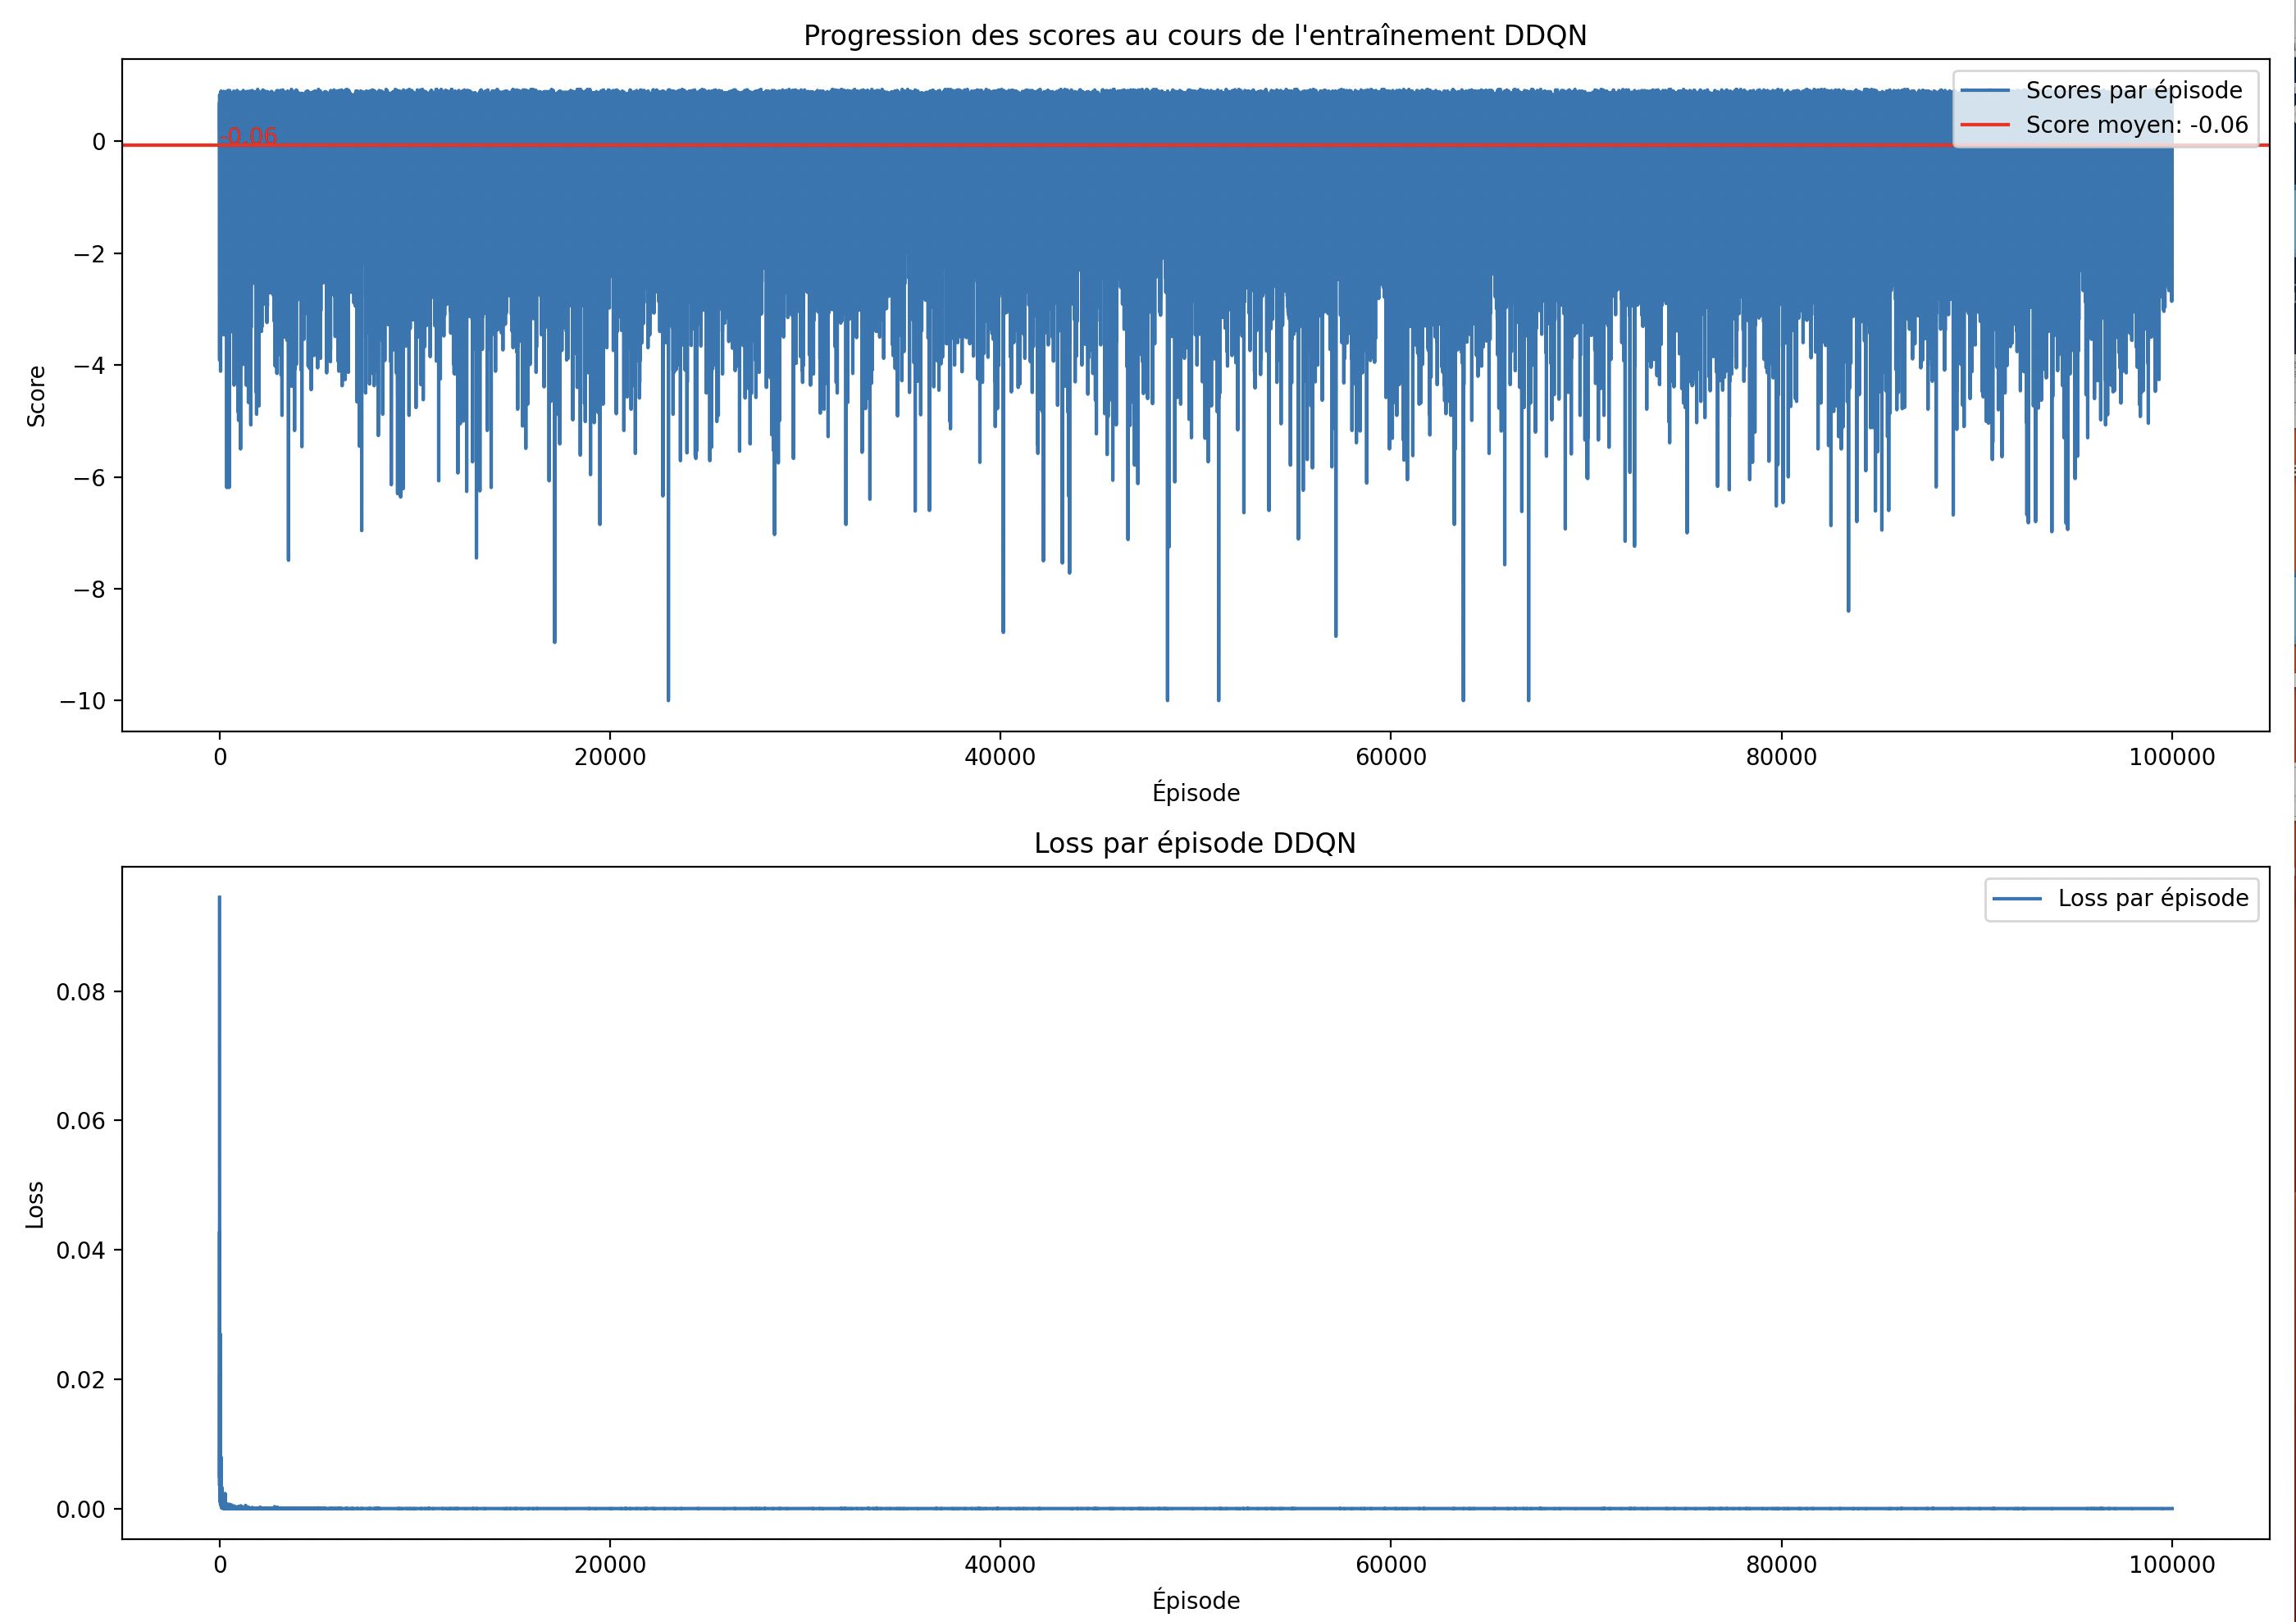 Progression des scores au cours de l'entraînement DDQN
Scores par épisode
Score moyen: -0.06
-0.06
0
−2
−4
−6
−8
−10
Score
0
20000
40000
60000
80000
100000
Épisode
Loss par épisode DDQN
Loss par épisode
0.08
0.06
0.04
0.02
0.00
Loss
0
20000
40000
60000
80000
100000
Épisode